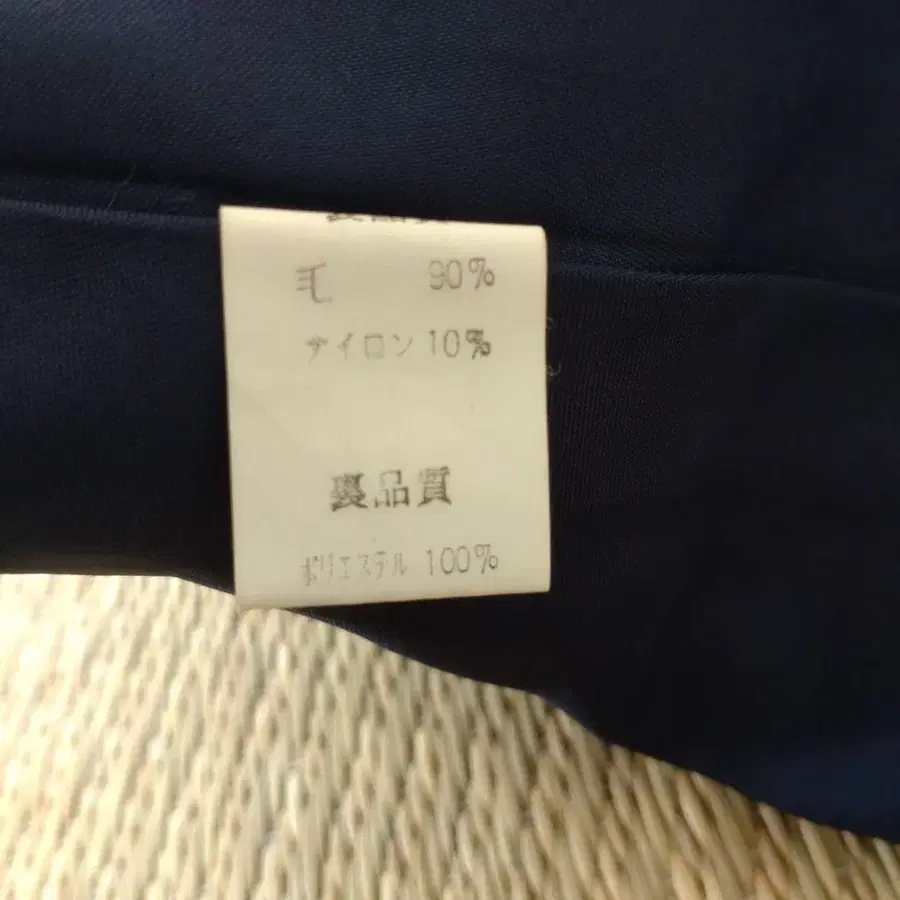 毛 90%
ナイロン 10%
裏品質
ポリエステル 100%